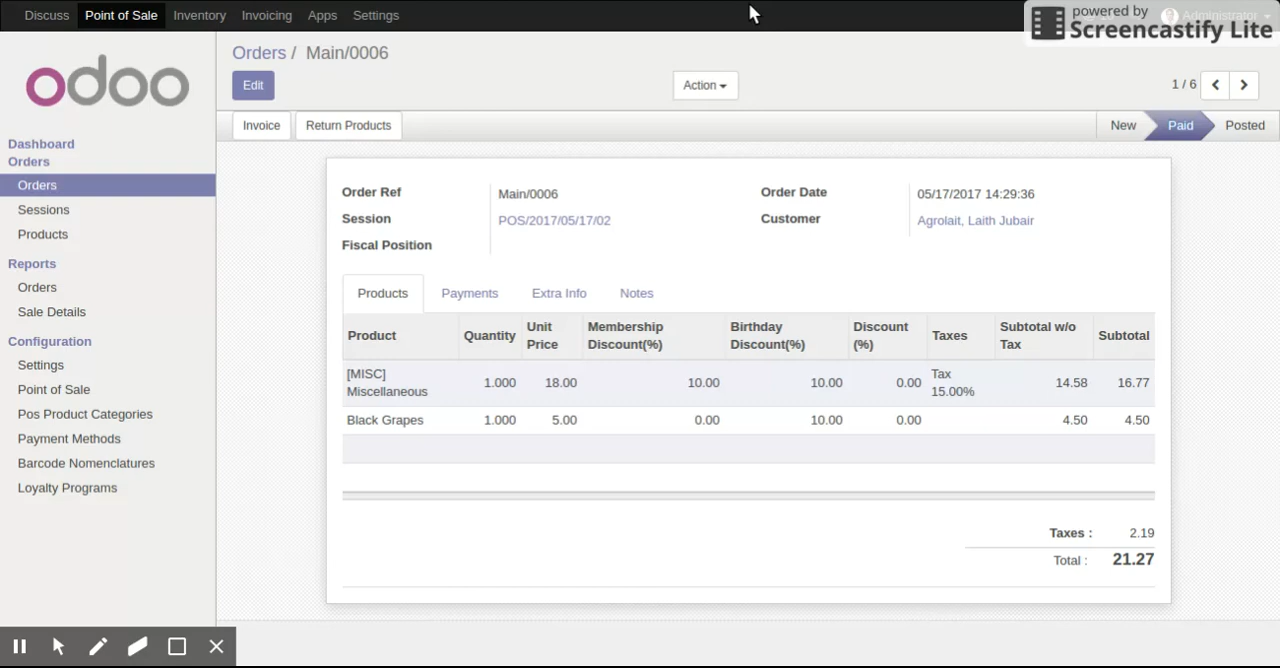 Discuss Point of Sale Inventory Invoicing Apps Settings Administrator
powered by
Screencastify Lite
odoo
Orders / Main/0006
Edit Action 1 / 6
Invoice Return Products New Paid Posted
Dashboard
Orders
Orders
Sessions
Products
Reports
Orders
Sale Details
Configuration
Settings
Point of Sale
Pos Product Categories
Payment Methods
Barcode Nomenclatures
Loyalty Programs
Order Ref Main/0006 Order Date 05/17/2017 14:29:36
Session POS/2017/05/17/02 Customer Agrolait, Laith Jubair
Fiscal Position
Products Payments Extra Info Notes
Product Quantity Unit Price Membership Discount(%) Birthday Discount(%) Discount (%) Taxes Subtotal w/o Tax Subtotal
[MISC] Miscellaneous 1.000 18.00 10.00 10.00 0.00 Tax 15.00% 14.58 16.77
Black Grapes 1.000 5.00 0.00 10.00 0.00 4.50 4.50
Taxes : 2.19
Total : 21.27